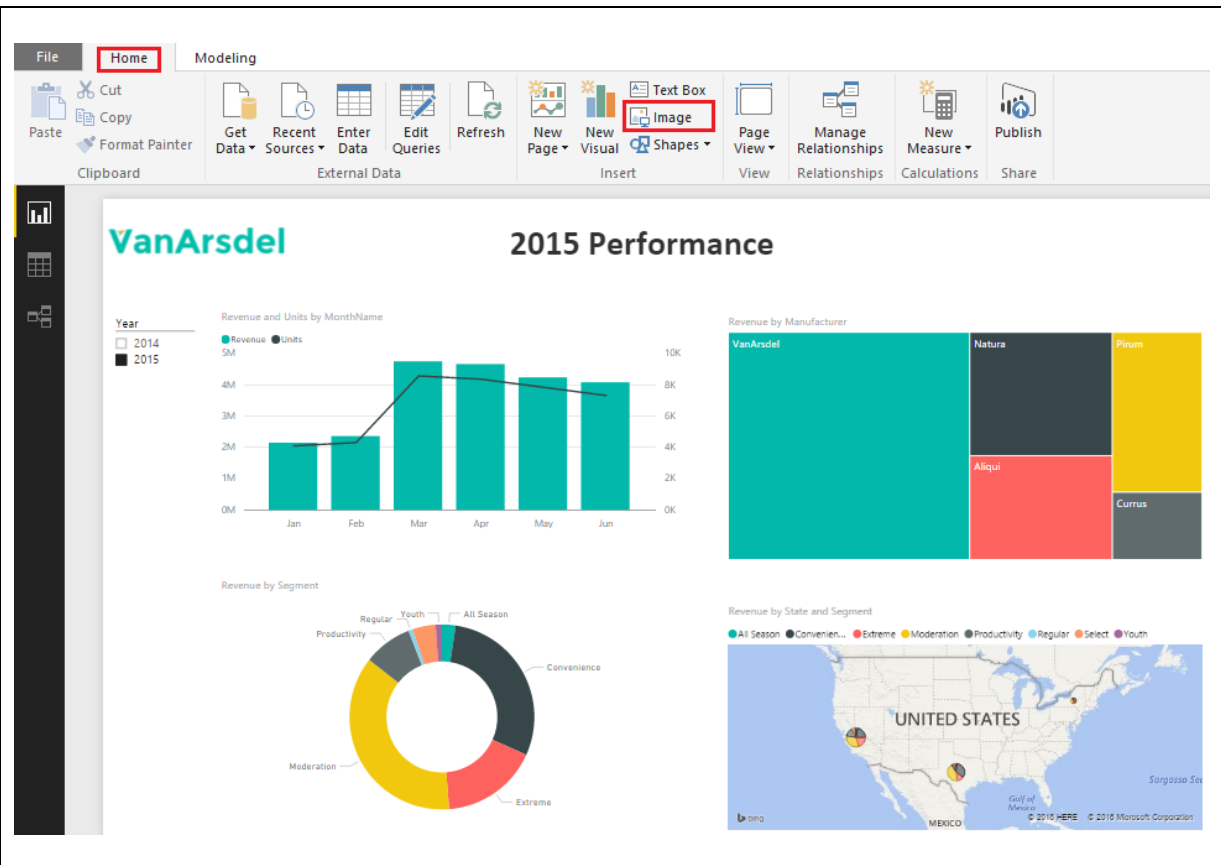 File Home Modeling
Cut
Copy
Format Painter
Paste
Clipboard
Get Data
Recent Sources
Enter Data
Edit Queries
Refresh
External Data
New Page
New Visual
Text Box
Image
Shapes
Insert
Page View
View
Manage Relationships
Relationships
New Measure
Calculations
Publish
Share
VanArsdel
2015 Performance
Year
2014
2015
Revenue and Units by MonthName
Revenue Units
5M 10K
4M 8K
3M 6K
2M 4K
1M 2K
0M 0K
Jan Feb Mar Apr May Jun
Revenue by Manufacturer
VanArsdel Natura Pirum
Aliqui
Currus
Revenue by Segment
Youth All Season
Regular
Productivity
Convenience
Moderation
Extreme
Revenue by State and Segment
All Season Convenien... Extreme Moderation Productivity Regular Select Youth
UNITED STATES
Sargasso Sea
Gulf of
Mexico
MEXICO
bing
© 2016 HERE © 2016 Microsoft Corporation